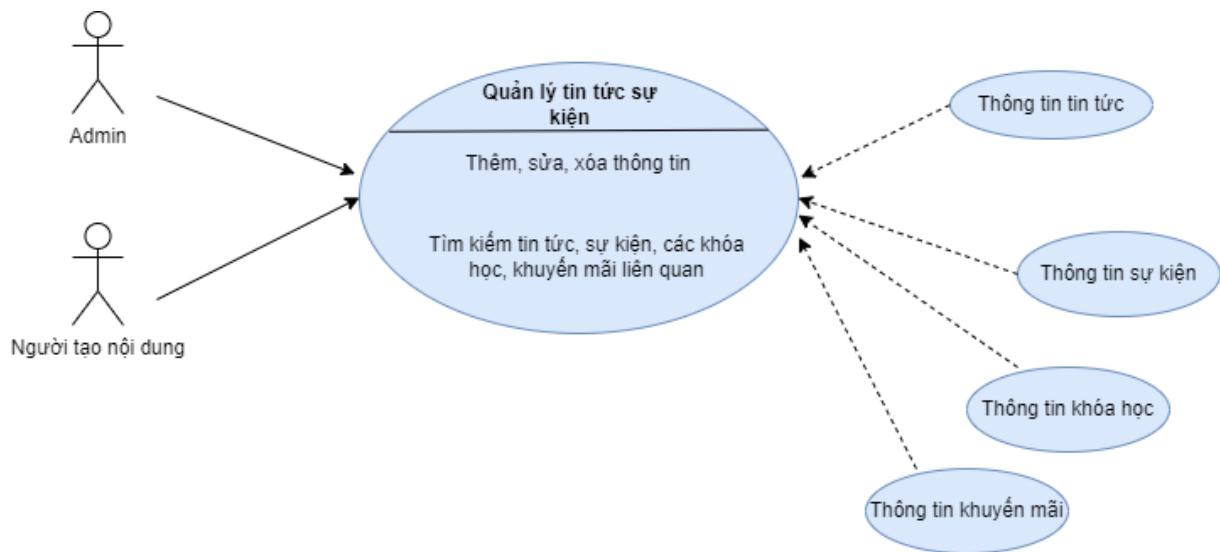 Admin
Người tạo nội dung
Quản lý tin tức sự
kiện
Thêm, sửa, xóa thông tin
Tìm kiếm tin tức, sự kiện, các khóa
học, khuyến mãi liên quan
Thông tin tin tức
Thông tin sự kiện
Thông tin khóa học
Thông tin khuyến mãi